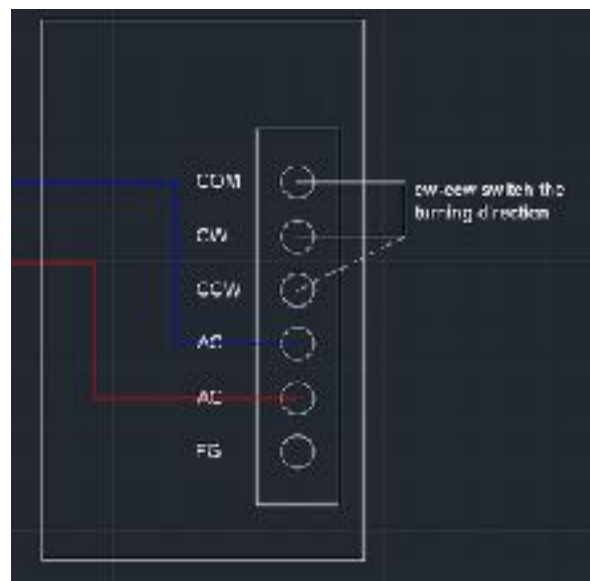 COM
CW
CCW
AC
AC
FG
cw-ccw switch the
turning direction